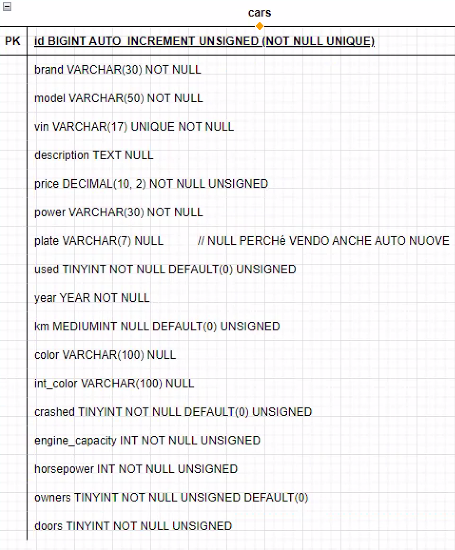 cars
PK id BIGINT AUTO_INCREMENT UNSIGNED (NOT NULL UNIQUE)
brand VARCHAR(30) NOT NULL
model VARCHAR(50) NOT NULL
vin VARCHAR(17) UNIQUE NOT NULL
description TEXT NULL
price DECIMAL(10, 2) NOT NULL UNSIGNED
power VARCHAR(30) NOT NULL
plate VARCHAR(7) NULL // NULL PERCHé VENDO ANCHE AUTO NUOVE
used TINYINT NOT NULL DEFAULT(0) UNSIGNED
year YEAR NOT NULL
km MEDIUMINT NULL DEFAULT(0) UNSIGNED
color VARCHAR(100) NULL
int_color VARCHAR(100) NULL
crashed TINYINT NOT NULL DEFAULT(0) UNSIGNED
engine_capacity INT NOT NULL UNSIGNED
horsepower INT NOT NULL UNSIGNED
owners TINYINT NOT NULL UNSIGNED DEFAULT(0)
doors TINYINT NOT NULL UNSIGNED